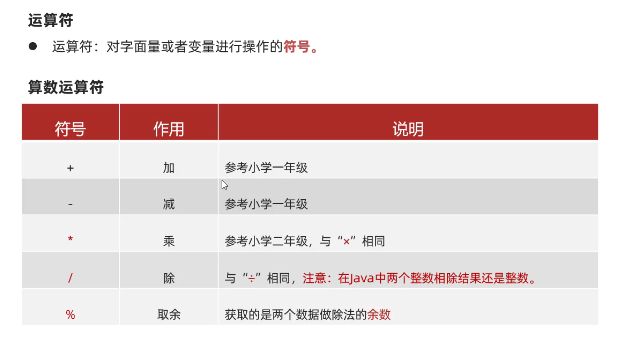 运算符
● 运算符：对字面量或者变量进行操作的符号。
算数运算符
符号 作用 说明
+ 加 参考小学一年级
- 减 参考小学一年级
* 乘 参考小学二年级，与“×”相同
/ 除 与“÷”相同，注意：在Java中两个整数相除结果还是整数。
% 取余 获取的是两个数据做除法的余数